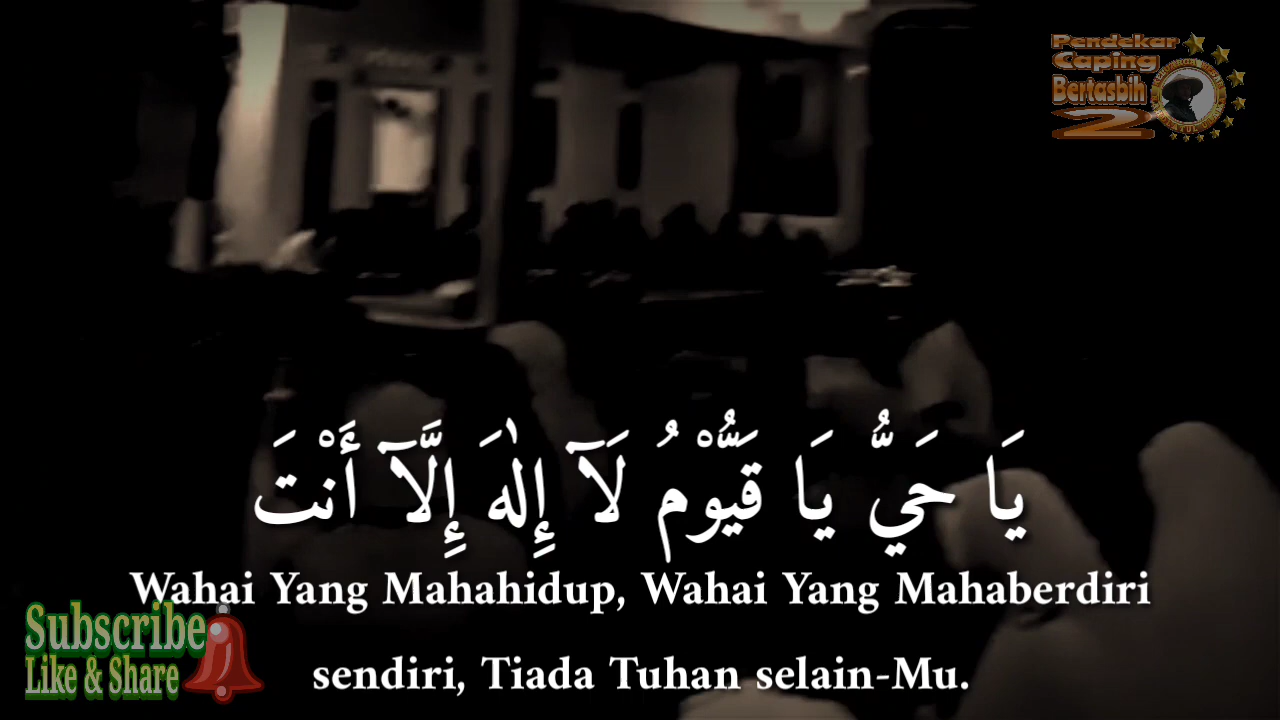 Pendekar
Caping
Bertasbih
2
يَا حَيُّ يَا قَيُّوْمُ لَآ إِلٰهَ إِلَّآ أَنْتَ
Wahai Yang Mahahidup, Wahai Yang Mahaberdiri
sendiri, Tiada Tuhan selain-Mu.
Subscribe
Like & Share